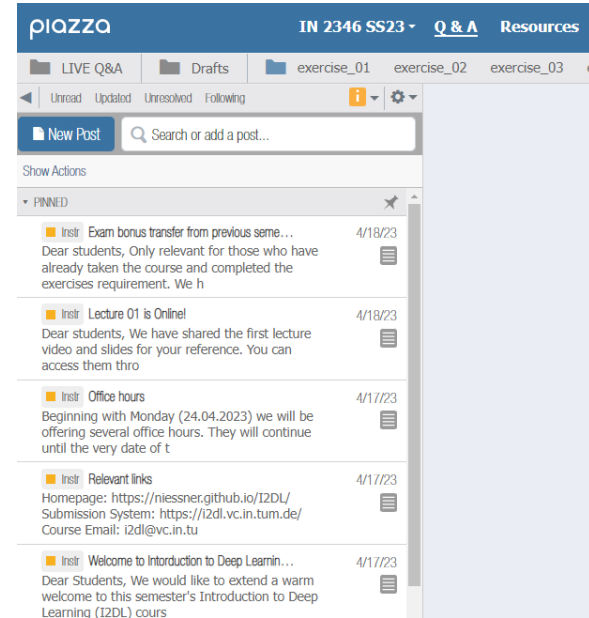 piazza
IN 2346 SS23
Q & A
Resources
LIVE Q&A
Drafts
exercise_01
exercise_02
exercise_03
Unread Updated Unresolved Following
i
New Post
Search or add a post...
Show Actions
PINNED
Instr Exam bonus transfer from previous seme... 4/18/23
Dear students, Only relevant for those who have
already taken the course and completed the
exercises requirement. We h
Instr Lecture 01 is Online! 4/18/23
Dear students, We have shared the first lecture
video and slides for your reference. You can
access them thro
Instr Office hours 4/17/23
Beginning with Monday (24.04.2023) we will be
offering several office hours. They will continue
until the very date of t
Instr Relevant links 4/17/23
Homepage: https://niessner.github.io/I2DL/
Submission System: https://i2dl.vc.in.tum.de/
Course Email: i2dl@vc.in.tu
Instr Welcome to Intorduction to Deep Learnin... 4/17/23
Dear Students, We would like to extend a warm
welcome to this semester's Introduction to Deep
Learning (I2DL) cours